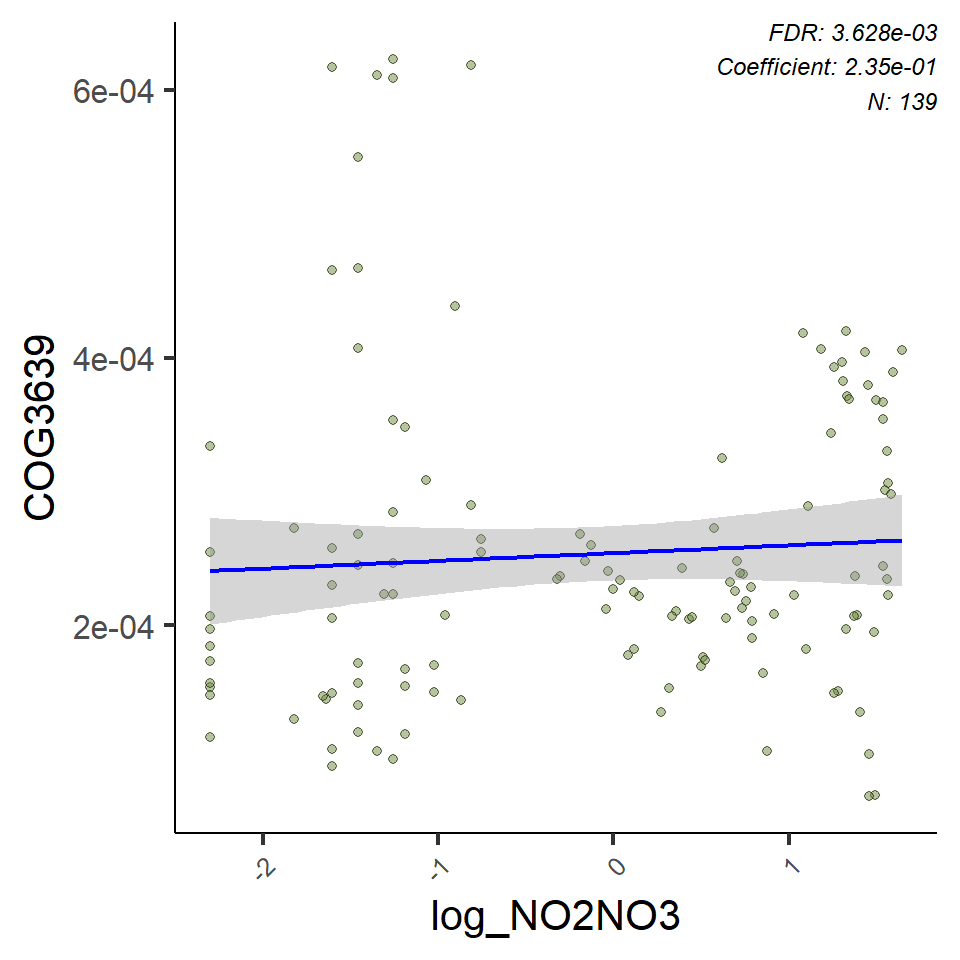 FDR: 3.628e-03
Coefficient: 2.35e-01
N: 139
6e-04
4e-04
2e-04
COG3639
-2
-1
0
1
log_NO2NO3